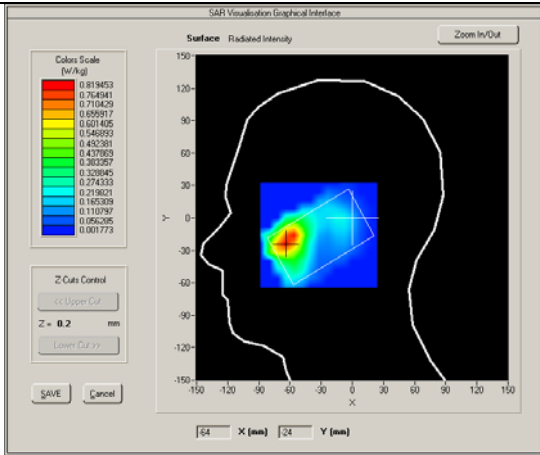 SAR Visualisation Graphical Interface
Surface Radiated Intensity
Zoom In/Out
Colors Scale
(W/kg)
0.819453
0.764941
0.710429
0.655917
0.601405
0.546893
0.492381
0.437869
0.383357
0.328845
0.274333
0.219821
0.165309
0.110797
0.056285
0.001773
Z Cuts Control
<< Upper Cut
Z = 0.2 mm
Lower Cut >>
SAVE Cancel
150
120
90
60
30
0
-30
-60
-90
-120
-150
Y
-150 -120 -90 -60 -30 0 30 60 90 120 150
X
-64 X (mm) -24 Y (mm)